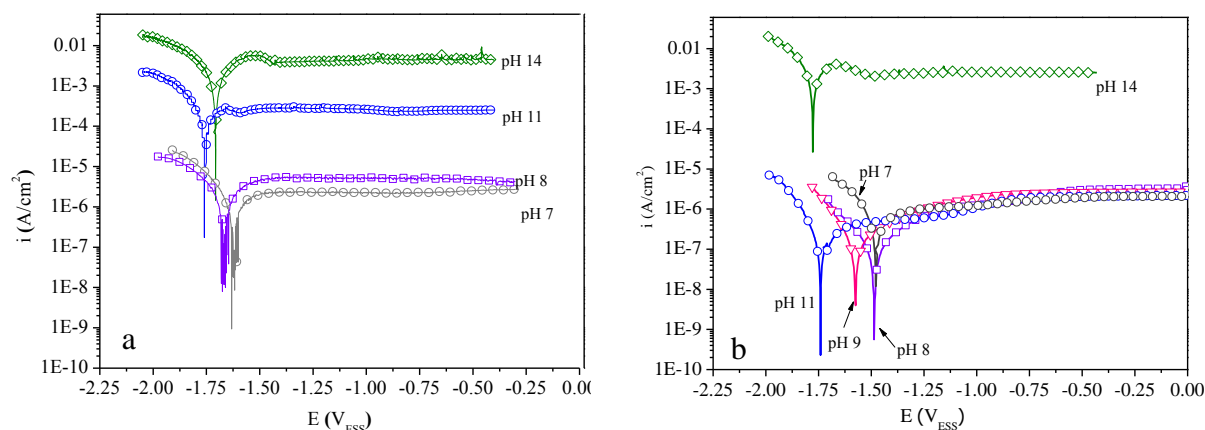 0.01
1E-3
1E-4
1E-5
1E-6
1E-7
1E-8
1E-9
1E-10
i (A/cm²)
pH 14
pH 11
pH 8
pH 7
a
-2.25 -2.00 -1.75 -1.50 -1.25 -1.00 -0.75 -0.50 -0.25 0.00
E (V_ESS)
0.01
1E-3
1E-4
1E-5
1E-6
1E-7
1E-8
1E-9
1E-10
i (A/cm²)
pH 14
pH 7
pH 11
pH 9
pH 8
b
-2.25 -2.00 -1.75 -1.50 -1.25 -1.00 -0.75 -0.50 -0.25 0.00
E (V_ESS)